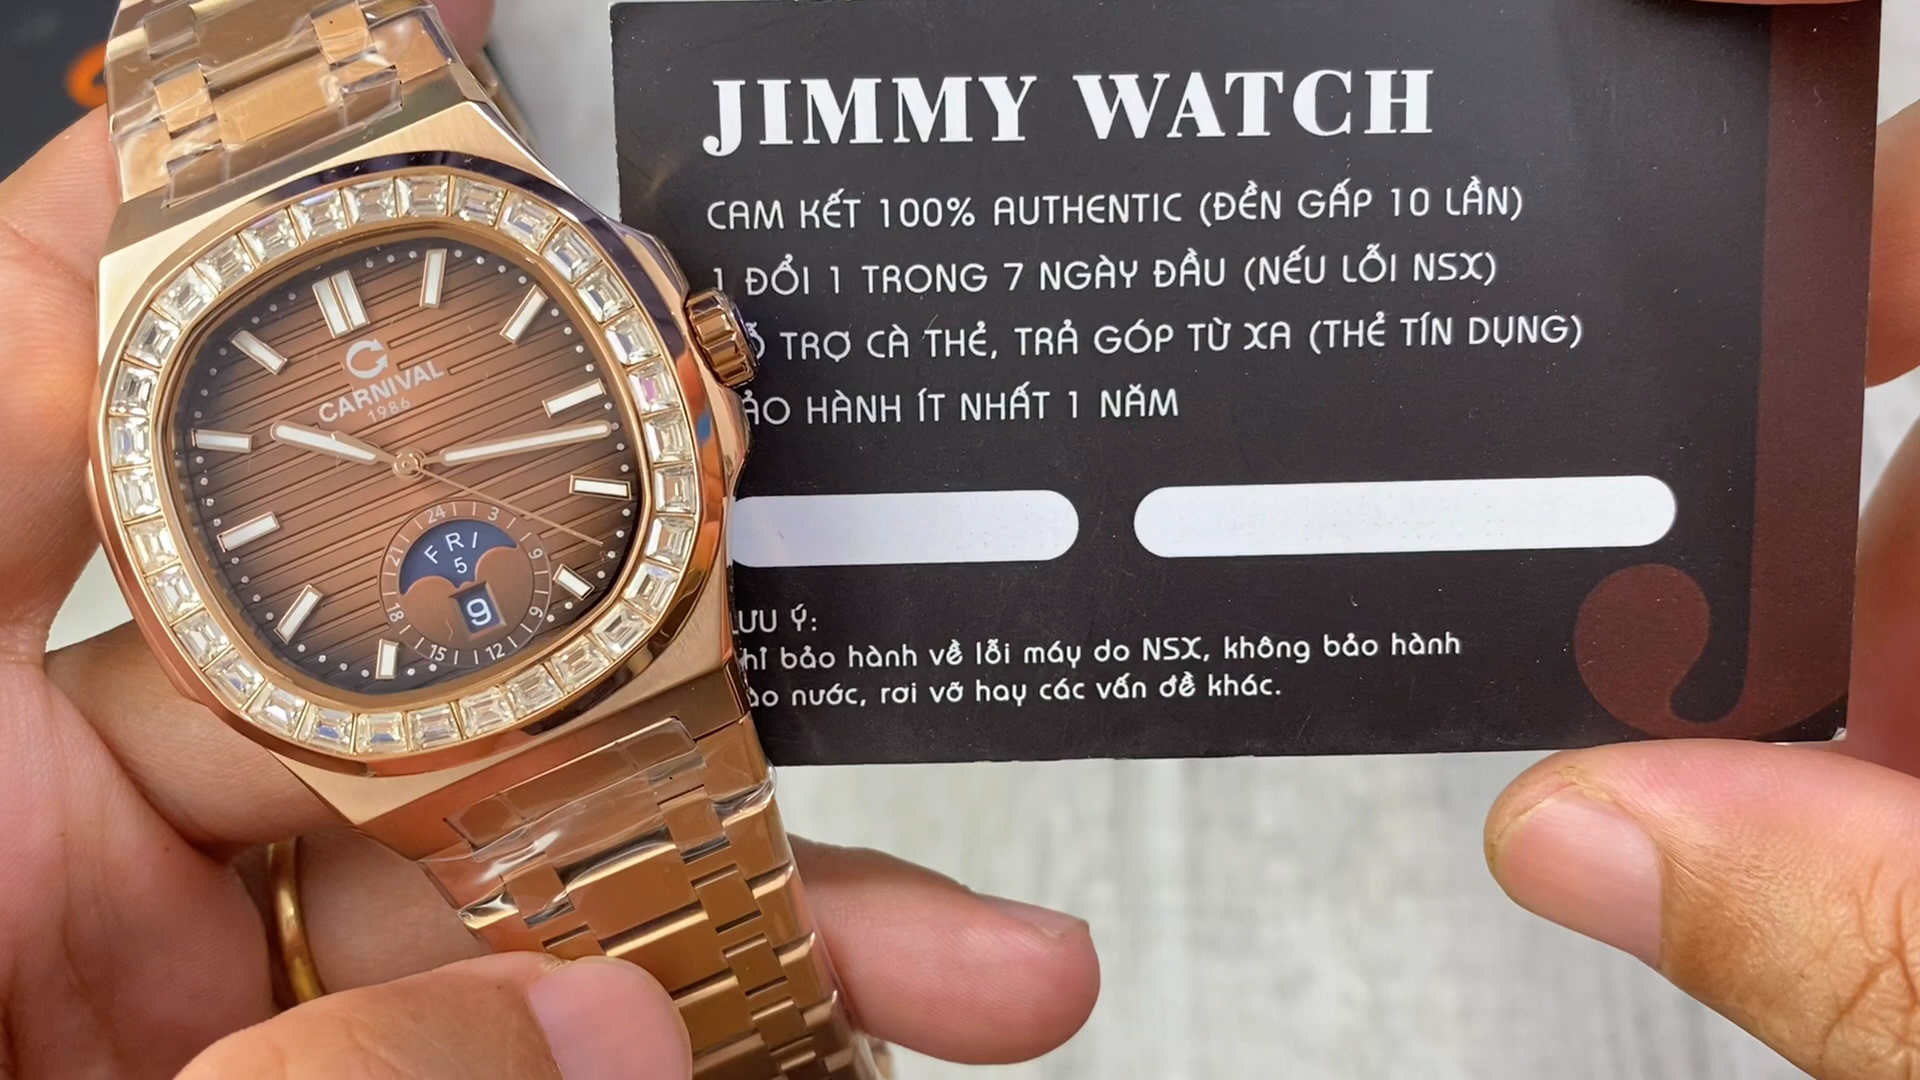 CARNIVAL
1986
24
3
21
9
18
6
15
12
FRI
5
9
JIMMY WATCH
CAM KẾT 100% AUTHENTIC (ĐỀN GẤP 10 LẦN)
1 ĐỔI 1 TRONG 7 NGÀY ĐẦU (NẾU LỖI NSX)
TRỢ CÀ THẺ, TRẢ GÓP TỪ XA (THẺ TÍN DỤNG)
HÀNH ÍT NHẤT 1 NĂM
LƯU Ý:
bảo hành về lỗi máy do NSX, không bảo hành
nước, rơi vỡ hay các vấn đề khác.